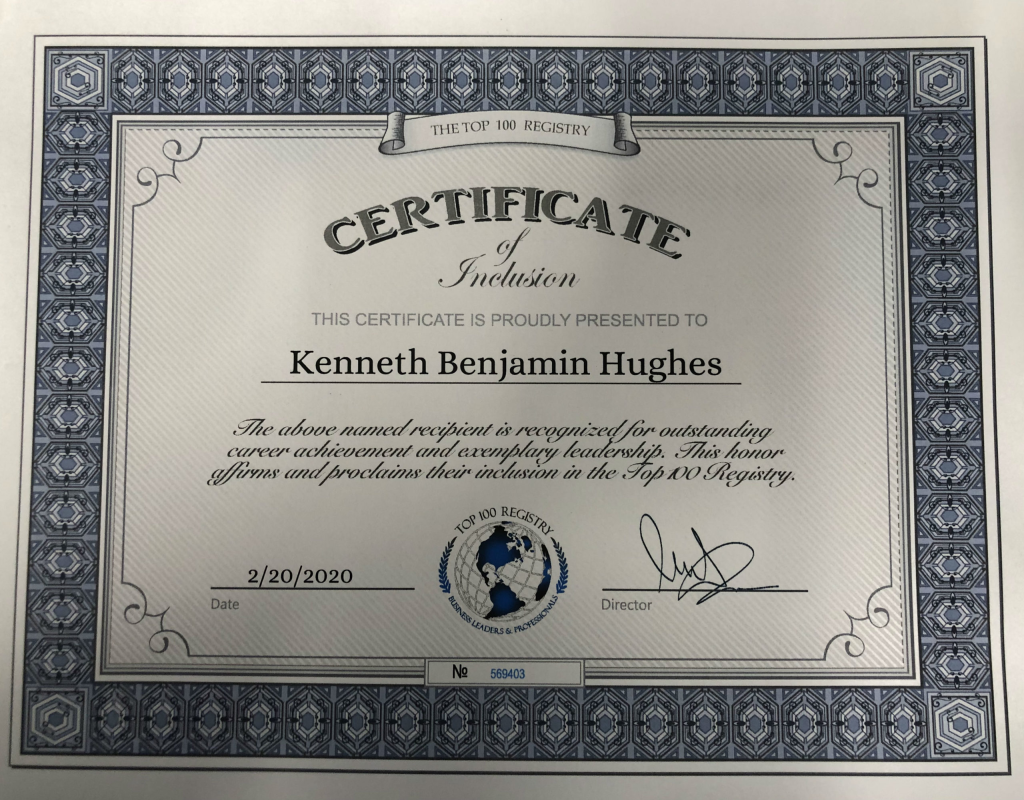 THE TOP 100 REGISTRY
CERTIFICATE
of
Inclusion
THIS CERTIFICATE IS PROUDLY PRESENTED TO
Kenneth Benjamin Hughes
The above named recipient is recognized for outstanding
career achievement and exemplary leadership. This honor
affirms and proclaims their inclusion in the Top 100 Registry.
TOP 100 REGISTRY
BUSINESS LEADERS & PROFESSIONALS
2/20/2020
Date
Director
№ 569403